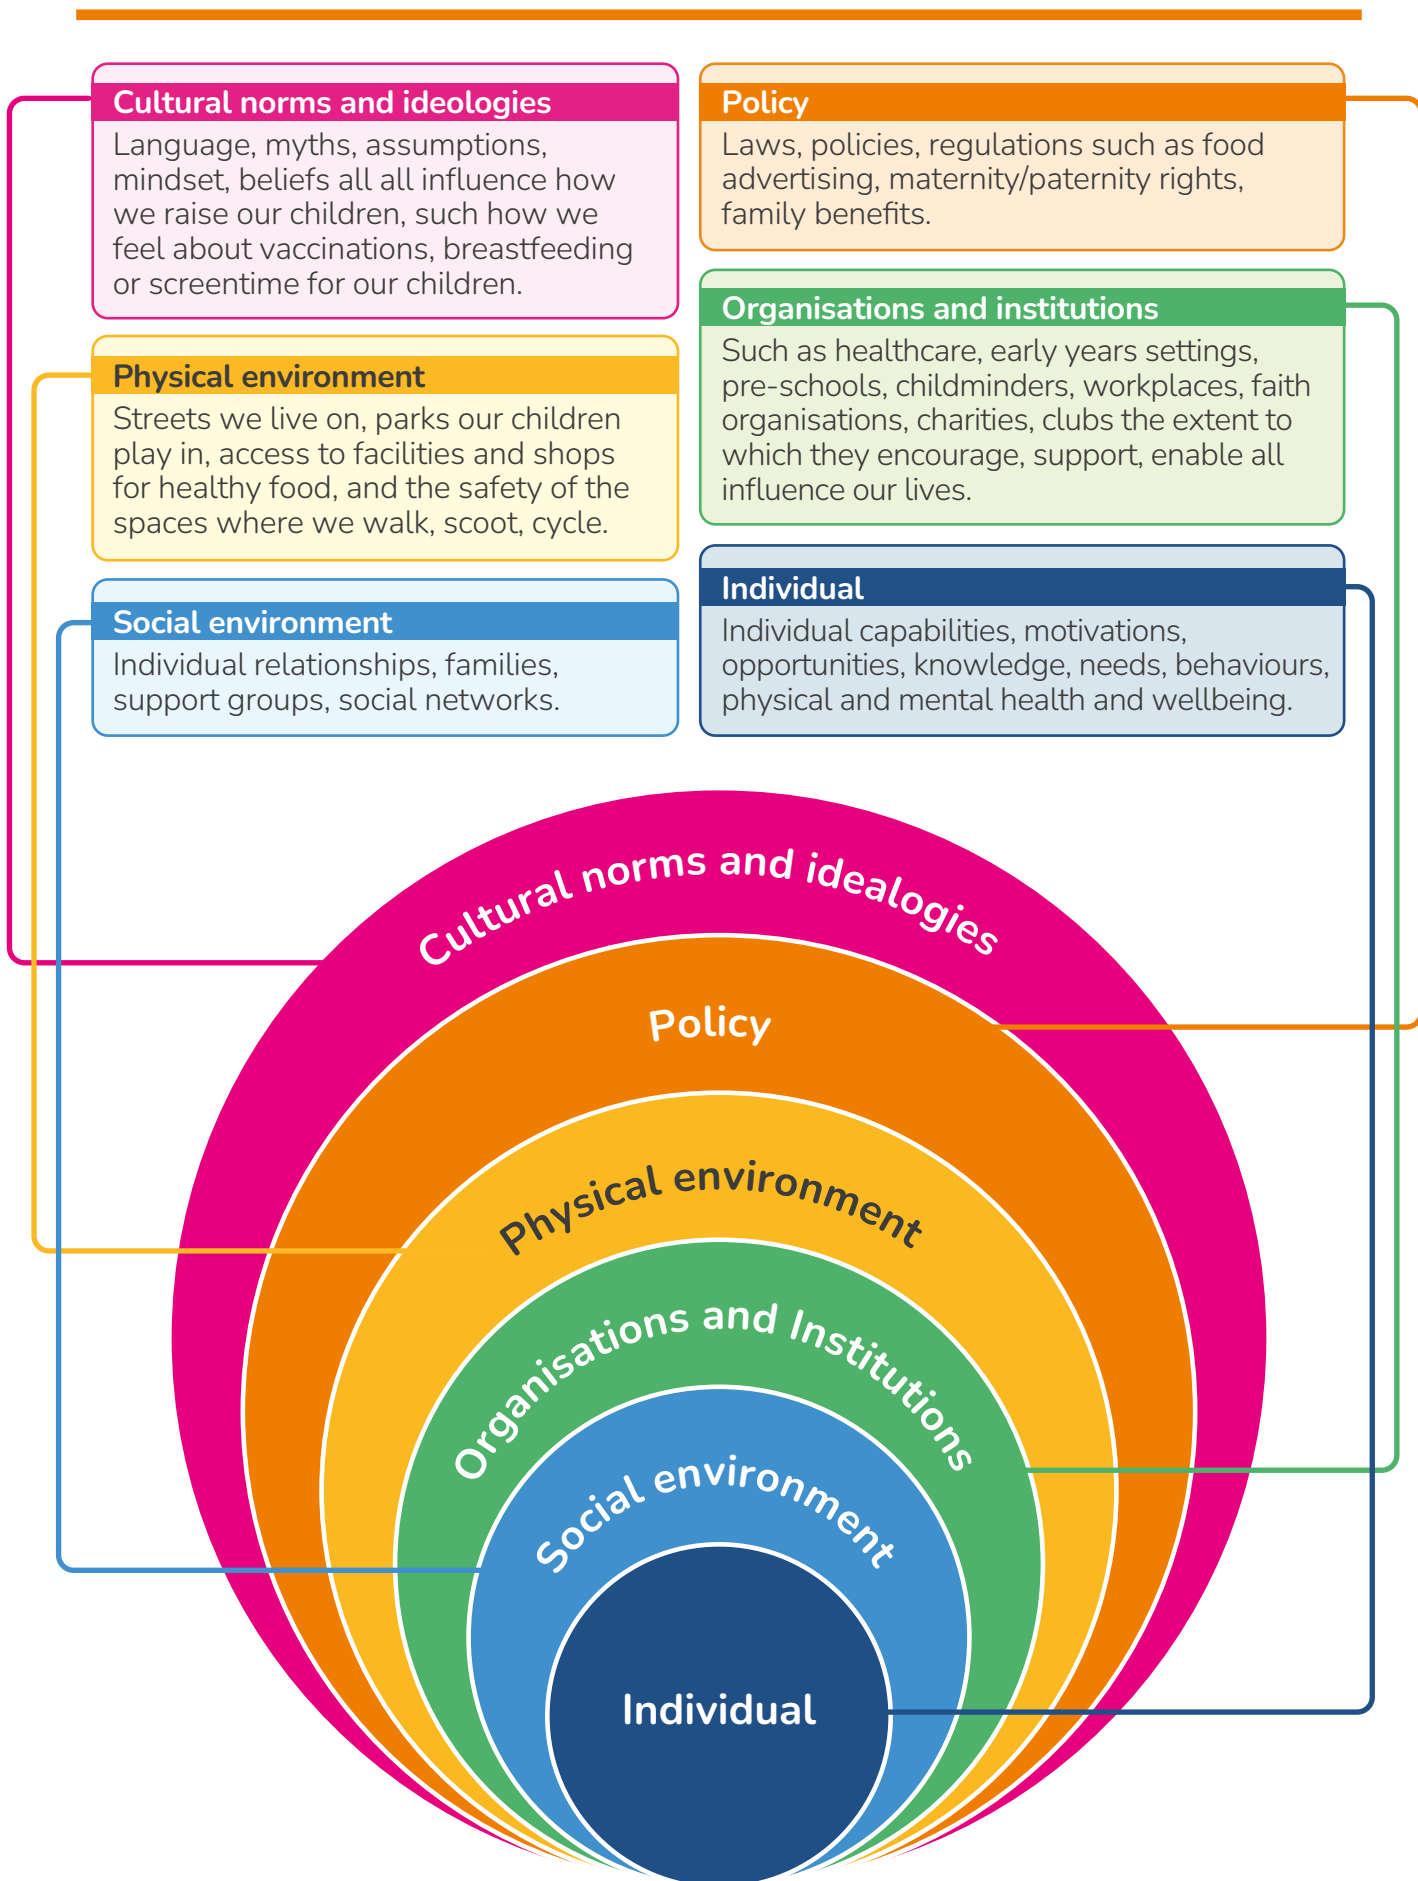 Cultural norms and ideologies
Language, myths, assumptions,
mindset, beliefs all all influence how
we raise our children, such how we
feel about vaccinations, breastfeeding
or screentime for our children.
Policy
Laws, policies, regulations such as food
advertising, maternity/paternity rights,
family benefits.
Physical environment
Streets we live on, parks our children
play in, access to facilities and shops
for healthy food, and the safety of the
spaces where we walk, scoot, cycle.
Organisations and institutions
Such as healthcare, early years settings,
pre-schools, childminders, workplaces, faith
organisations, charities, clubs the extent to
which they encourage, support, enable all
influence our lives.
Social environment
Individual relationships, families,
support groups, social networks.
Individual
Individual capabilities, motivations,
opportunities, knowledge, needs, behaviours,
physical and mental health and wellbeing.
Cultural norms and idealogies
Policy
Physical environment
Organisations and Institutions
Social environment
Individual